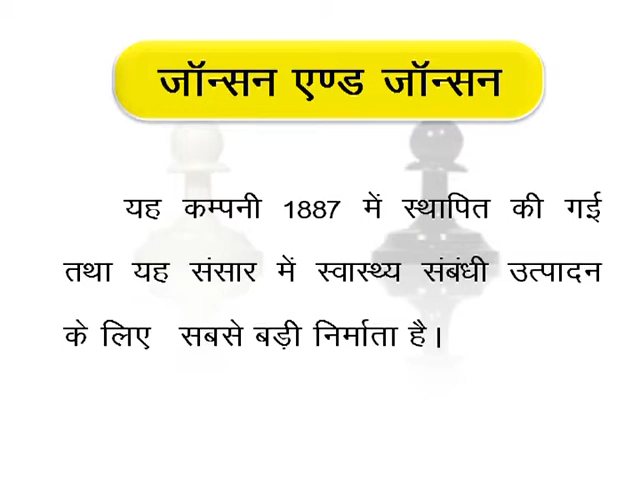 जॉन्सन एण्ड जॉन्सन
यह कम्पनी 1887 में स्थापित की गई
तथा यह संसार में स्वास्थ्य संबंधी उत्पादन
के लिए सबसे बड़ी निर्माता है।